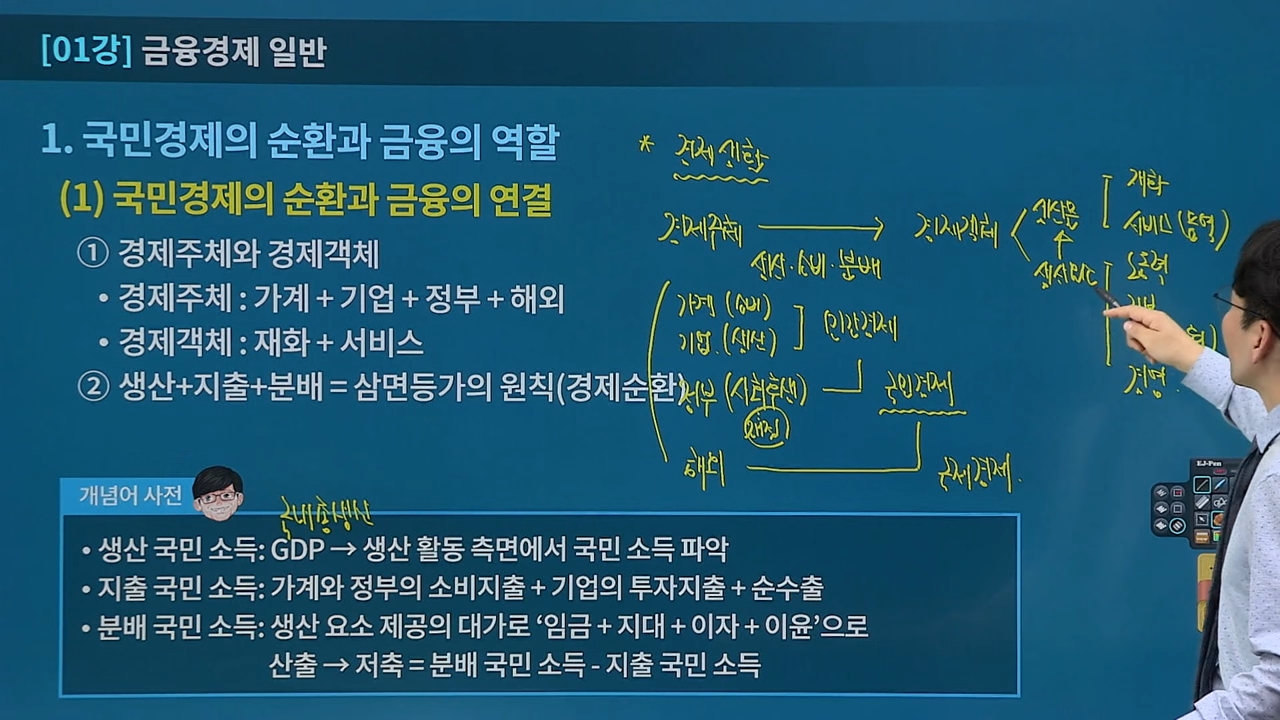 [01강] 금융경제 일반
1. 국민경제의 순환과 금융의 역할
(1) 국민경제의 순환과 금융의 연결
① 경제주체와 경제객체
• 경제주체 : 가계 + 기업 + 정부 + 해외
• 경제객체 : 재화 + 서비스
② 생산+지출+분배 = 삼면등가의 원칙(경제순환)
* 경제생활
경제주체 → 경제객체
생산·소비·분배
생산물
재화
서비스 (용역)
노동력
경영
가계 (소비)
기업 (생산)
민간경제
정부
재정
국민경제
해외
국제경제
개념어 사전
국내총생산
• 생산 국민 소득: GDP → 생산 활동 측면에서 국민 소득 파악
• 지출 국민 소득: 가계와 정부의 소비지출 + 기업의 투자지출 + 순수출
• 분배 국민 소득: 생산 요소 제공의 대가로 ‘임금 + 지대 + 이자 + 이윤’으로
산출 → 저축 = 분배 국민 소득 - 지출 국민 소득
EJ-Pen